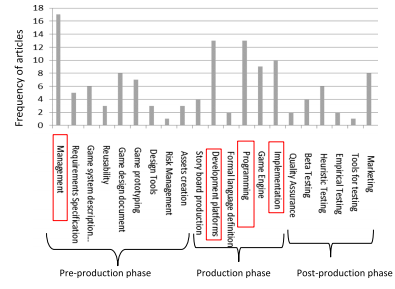 Frequency of articles
18
16
14
12
10
8
6
4
2
0
Management
Requirements Specification
Game system description...
Reusability
Game design document
Game prototyping
Design Tools
Risk Management
Assets creation
Story board production
Development platforms
Formal language definition
Programming
Game Engine
Implementation
Quality Assurance
Beta Testing
Heuristic Testing
Empirical Testing
Tools for testing
Marketing
Pre-production phase
Production phase
Post-production phase